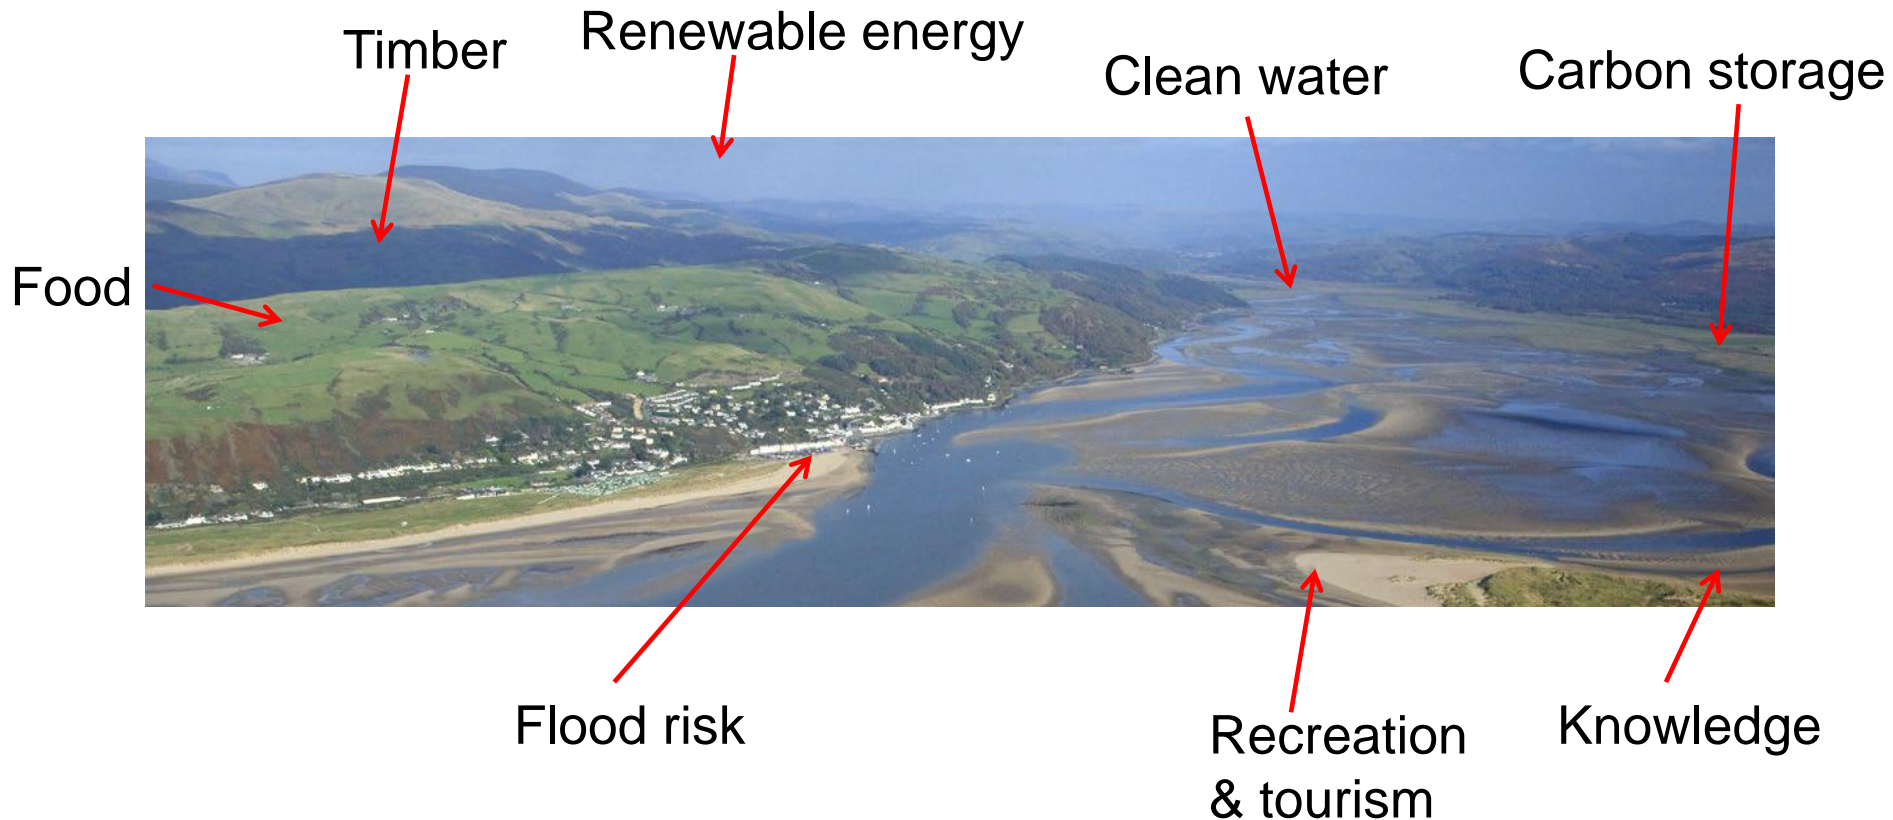 Renewable energy
Timber
Clean water
Carbon storage
Food
Flood risk
Recreation
& tourism
Knowledge